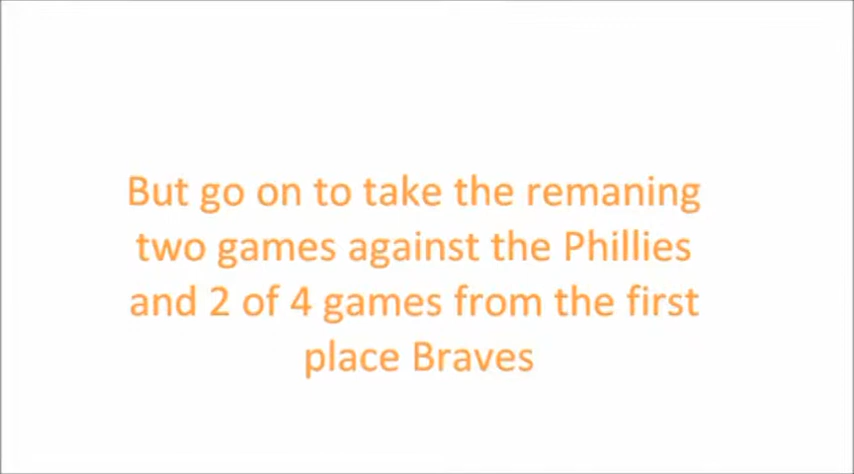 But go on to take the remaning
two games against the Phillies
and 2 of 4 games from the first
place Braves